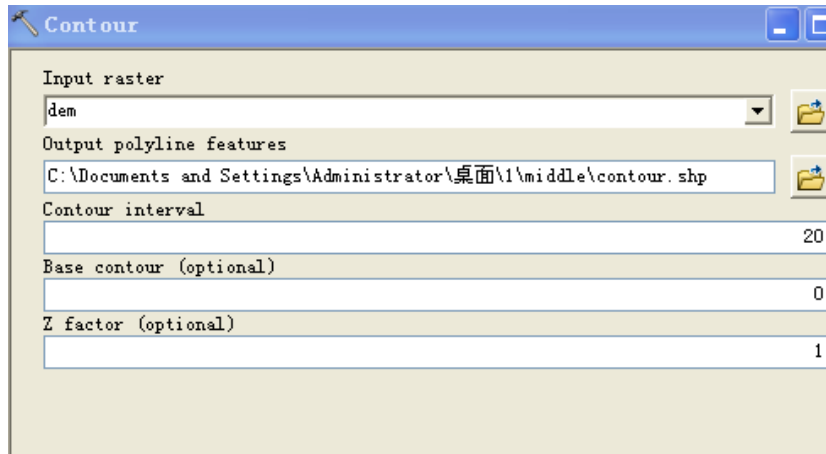 Contour
Input raster
dem
Output polyline features
C:\Documents and Settings\Administrator\桌面\1\middle\contour.shp
Contour interval
20
Base contour (optional)
0
Z factor (optional)
1